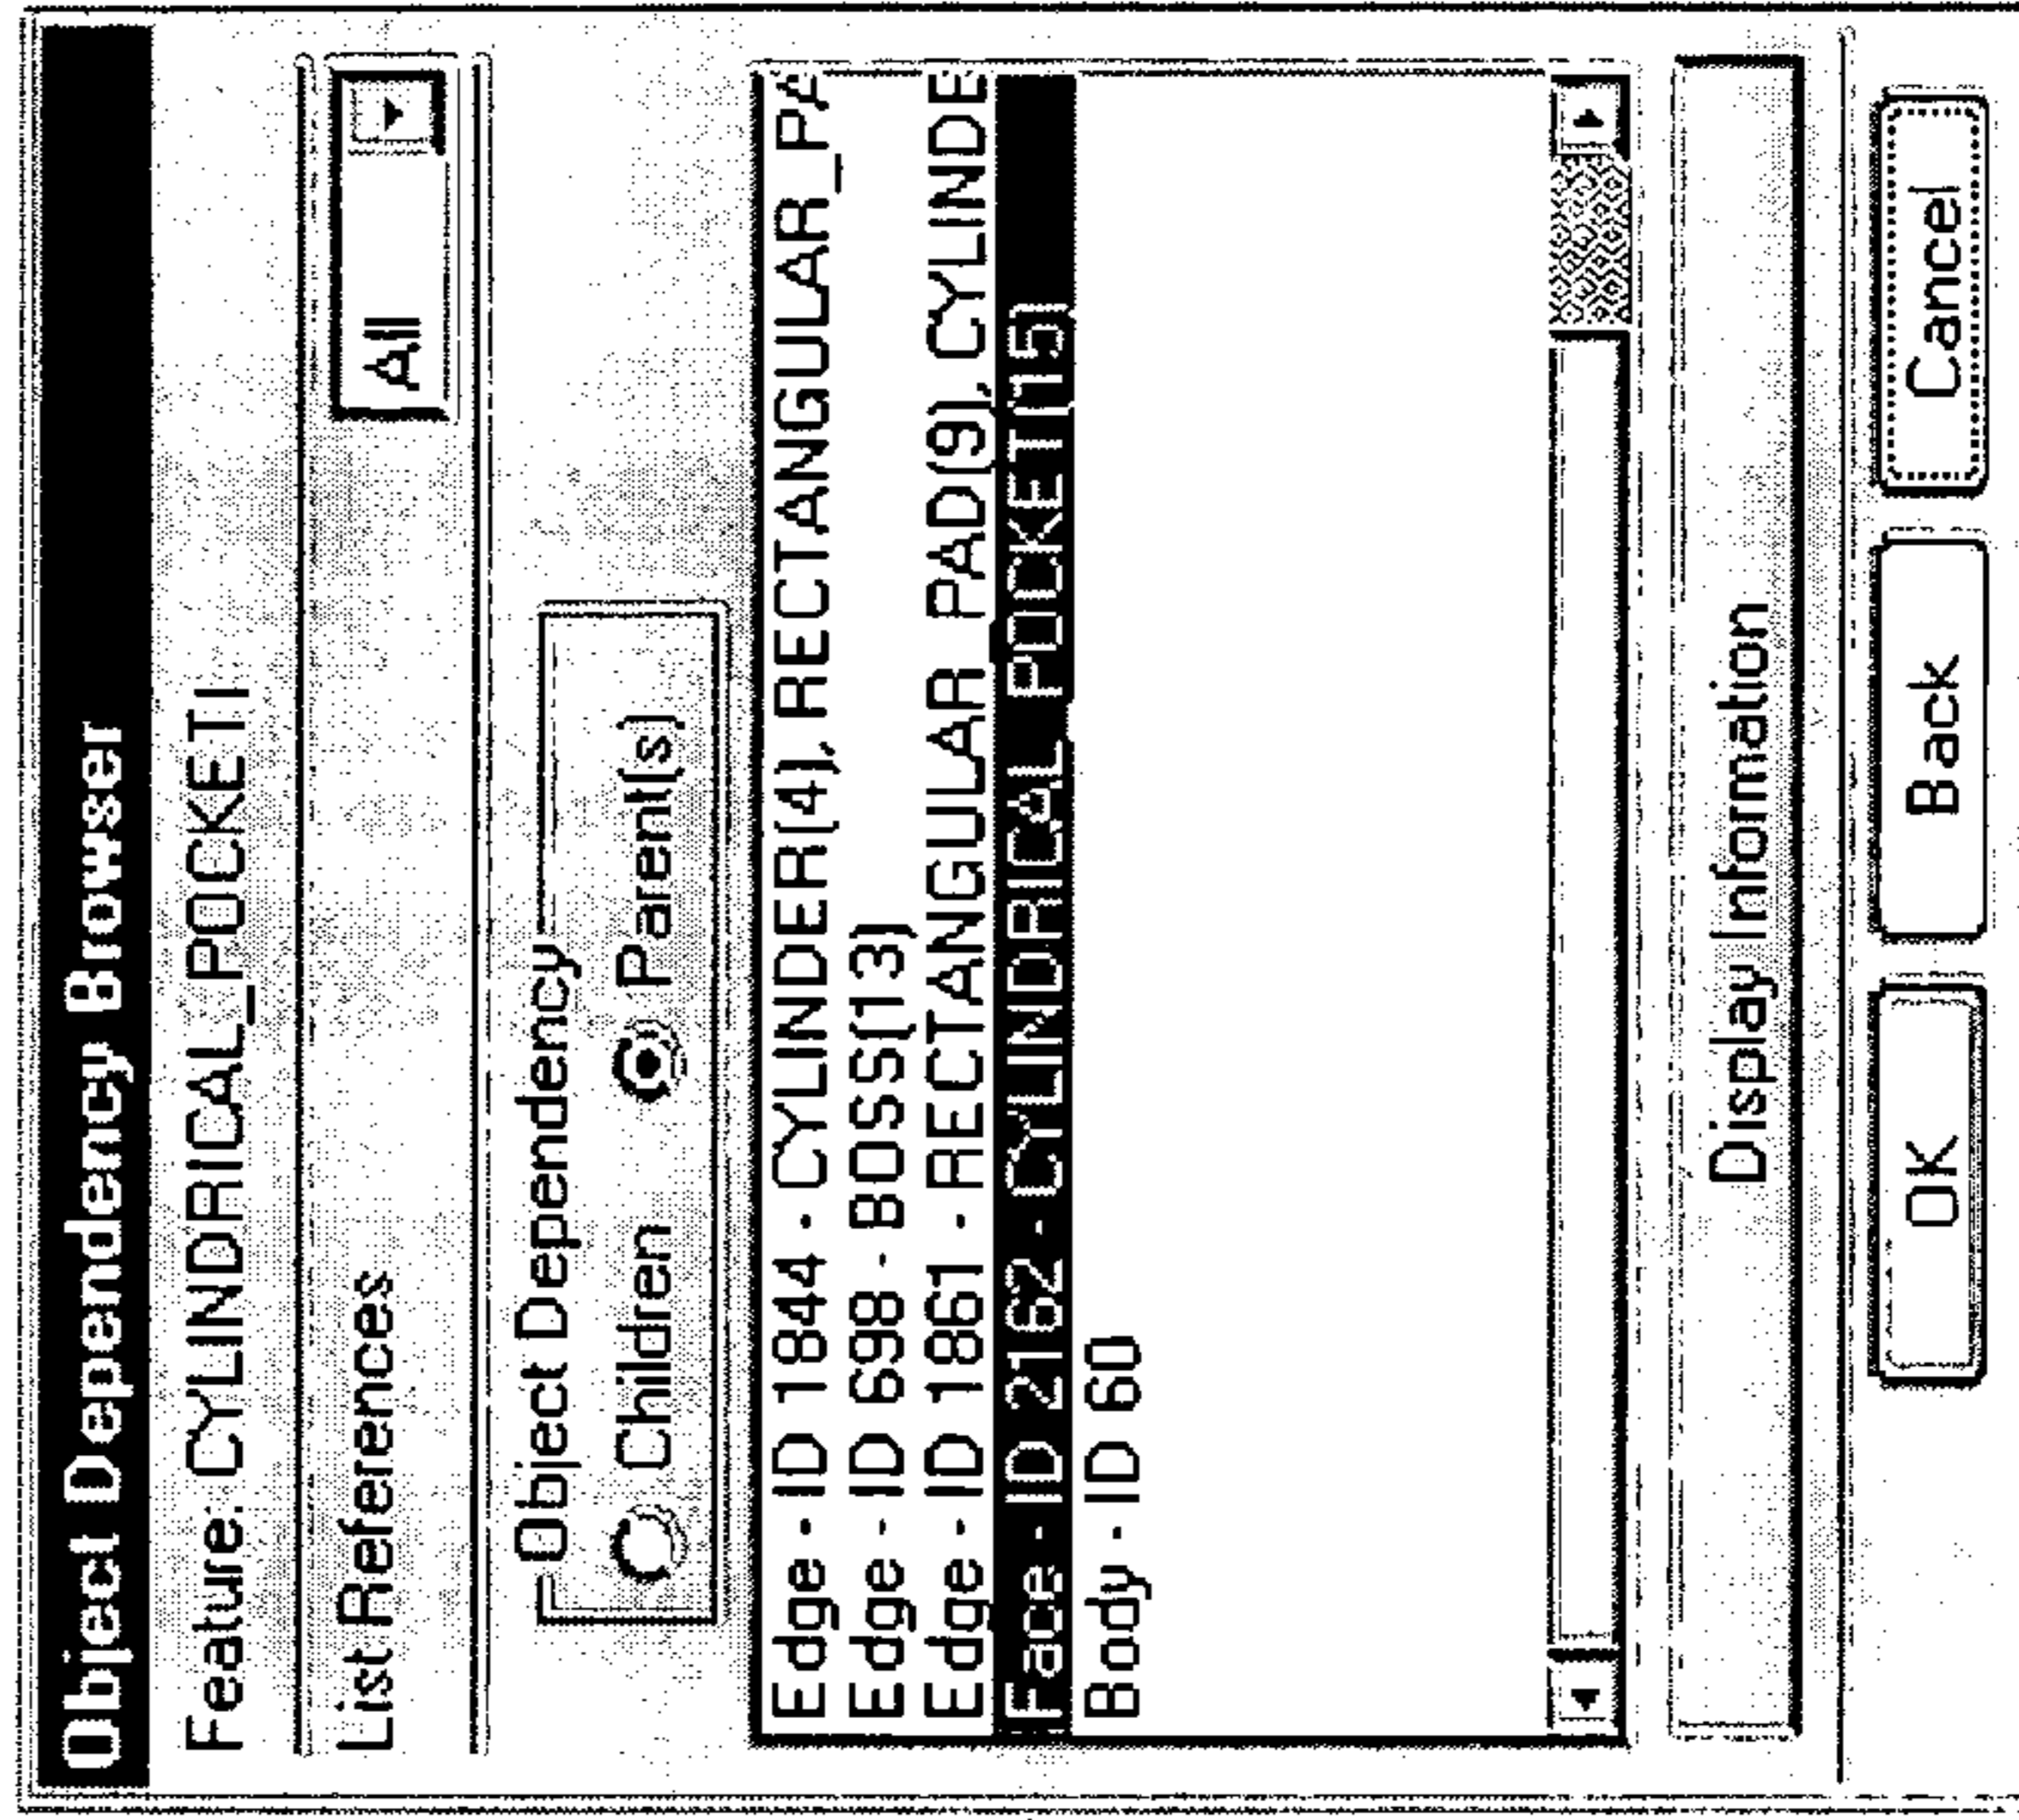 Object Dependency Browser
Feature: CYLINDRICAL_POCKET(
List References All
Object Dependency
Children Parent(s)
Edge - ID 1844 - CYLINDER(4), RECTANGULAR_PA
Edge - ID 698 - BOSS(13)
Edge - ID 1861 - RECTANGULAR_PAD(9), CYLINDE
Face - ID 2162 - CYLINDRICAL_POCKET(15)
Body - ID 60
Display Information
OK Back Cancel